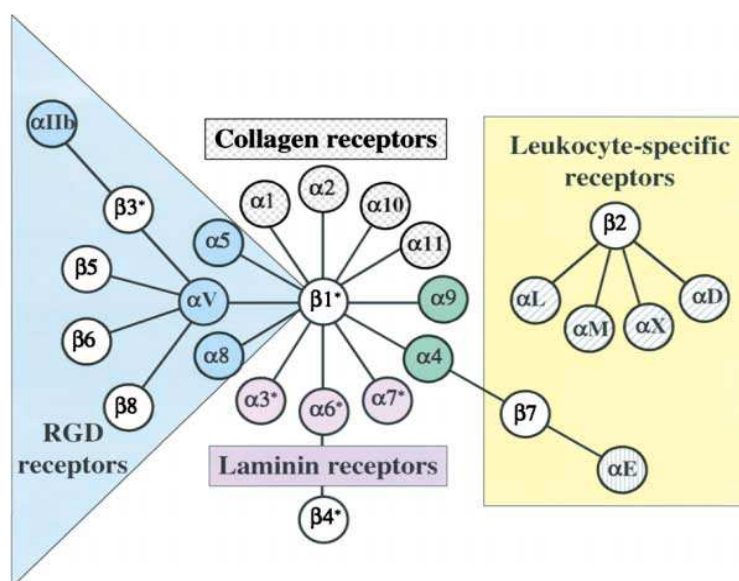 αIIb
Collagen receptors
Leukocyte-specific
receptors
β3*
α1
α2
α10
β2
α5
α11
β5
αV
β1*
α9
αL
αM
αX
αD
β6
α8
α4
β8
α3*
α6*
α7*
β7
RGD
receptors
Laminin receptors
αE
β4*